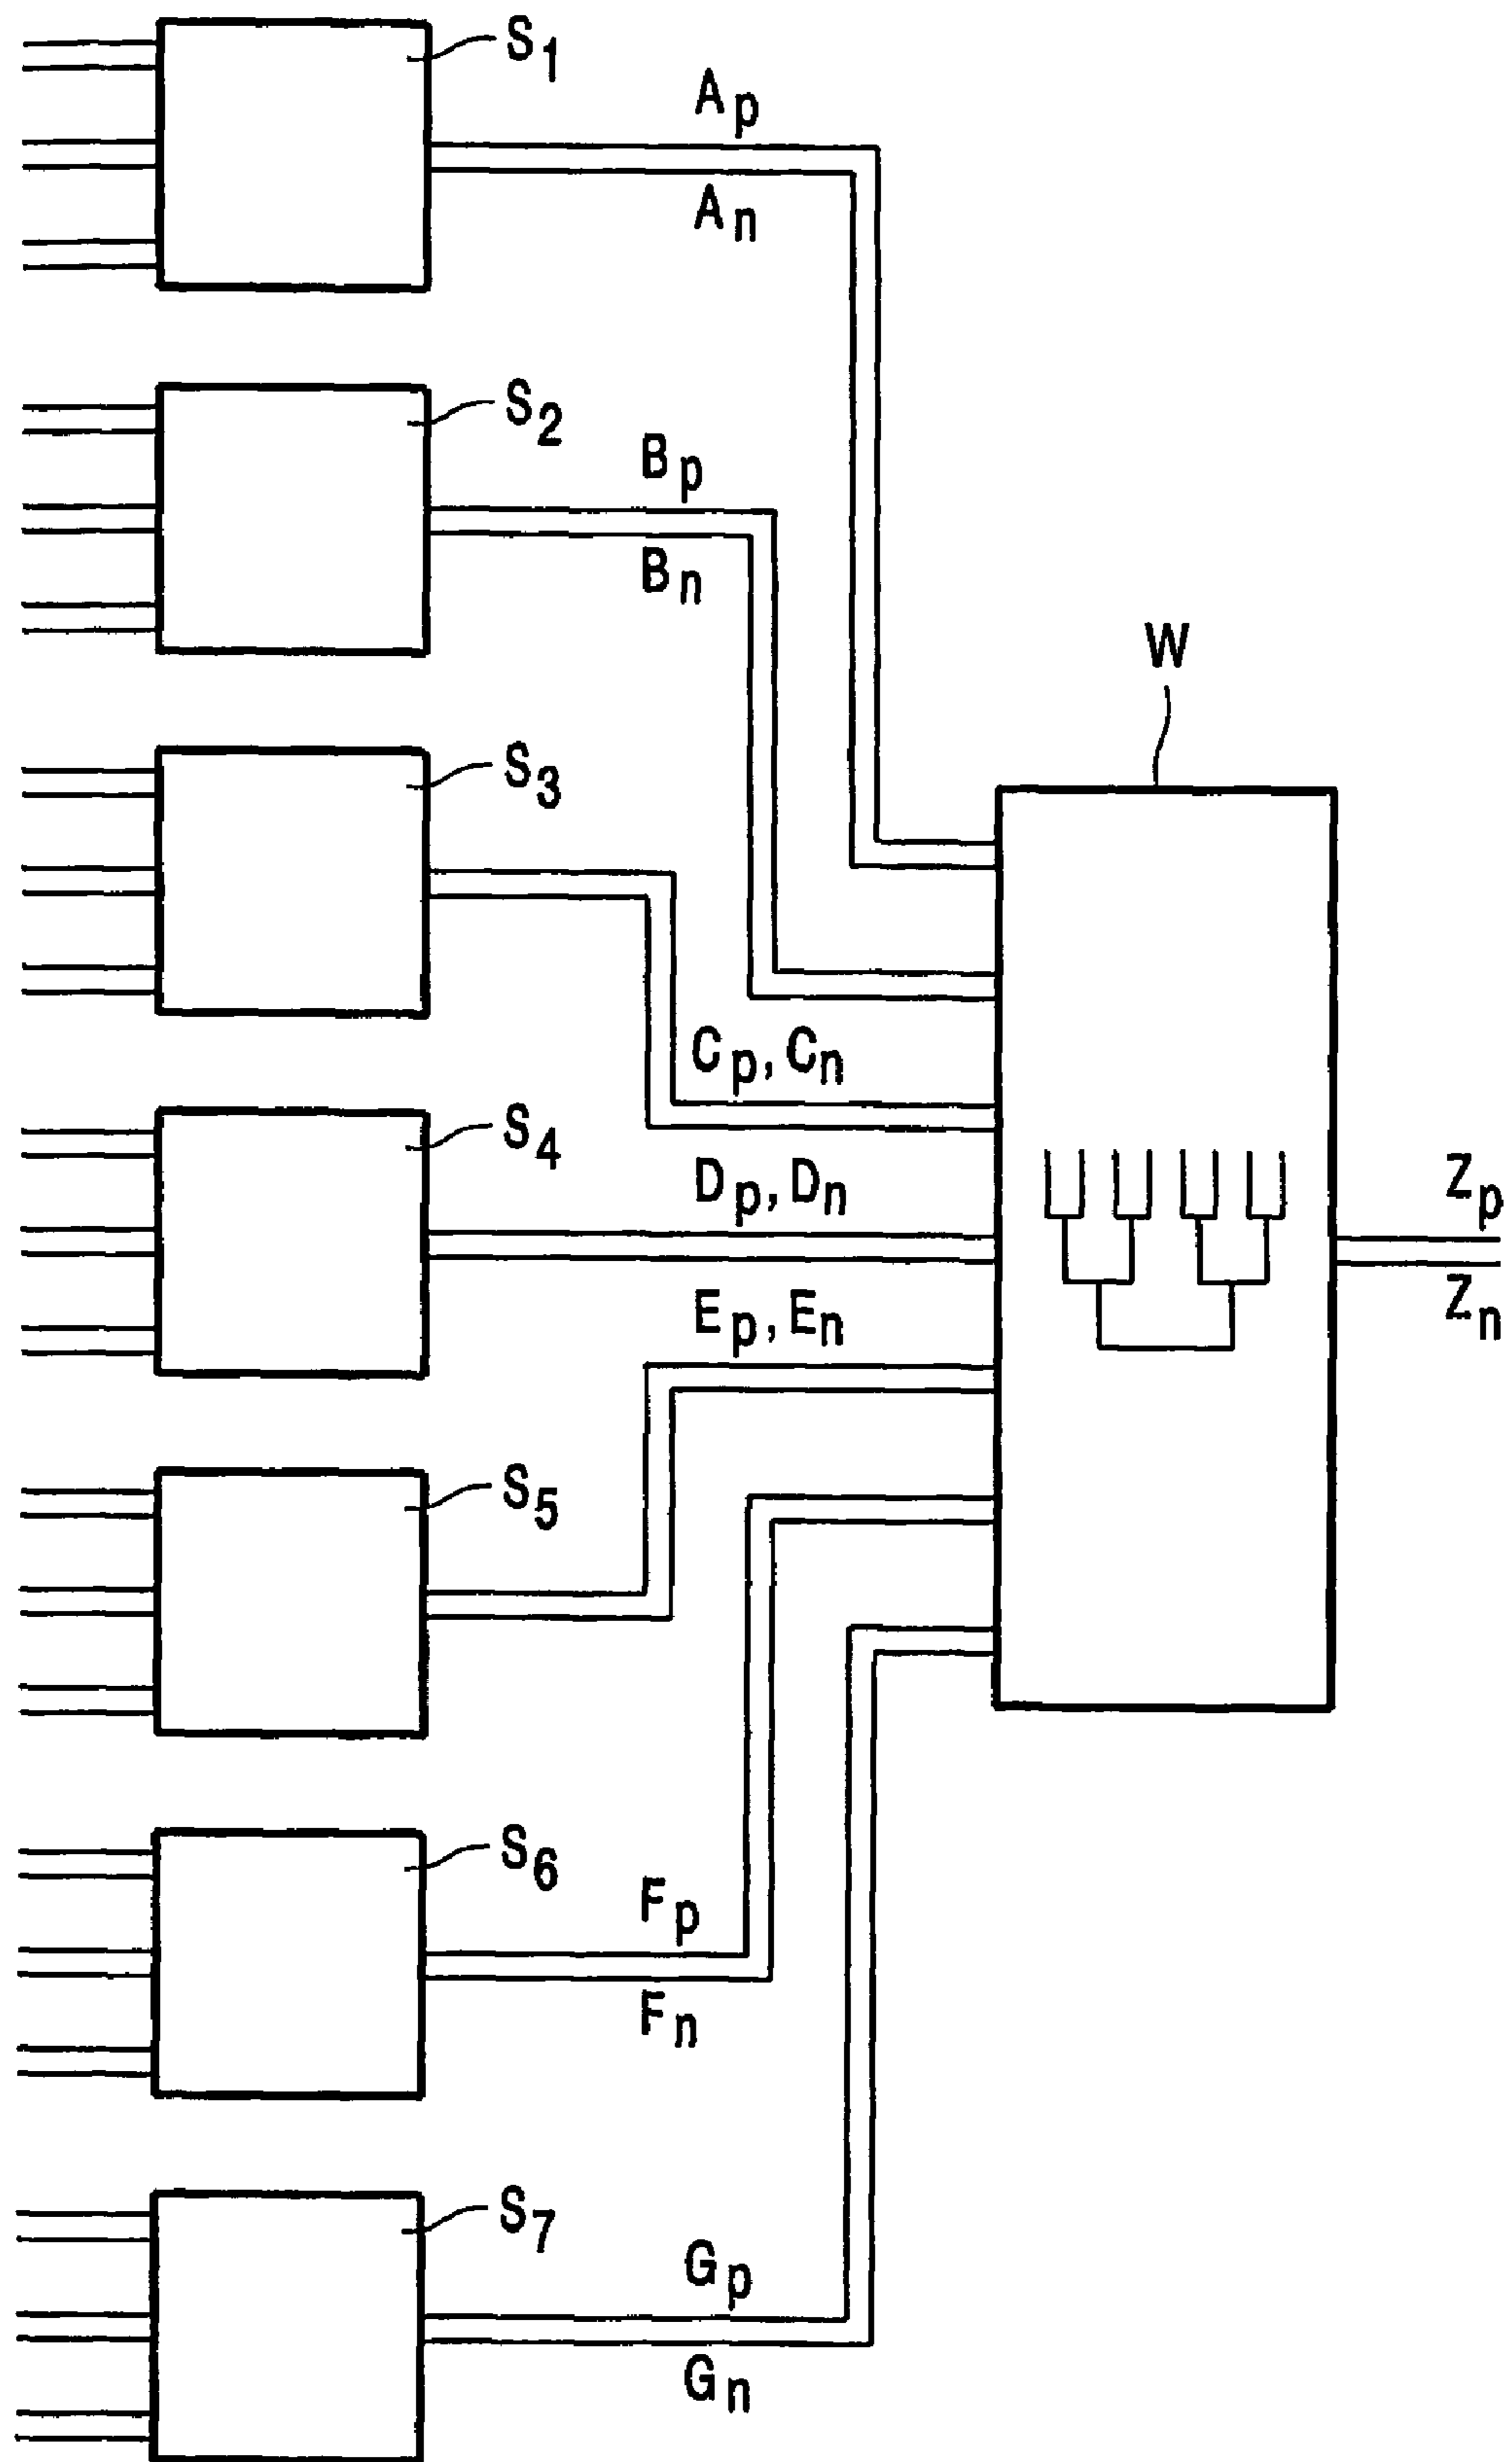 S1
Ap
An
S2
Bp
Bn
W
S3
Cp, Cn
S4
Dp, Dn
Zp
Zn
Ep, En
S5
S6
Fp
Fn
S7
Gp
Gn